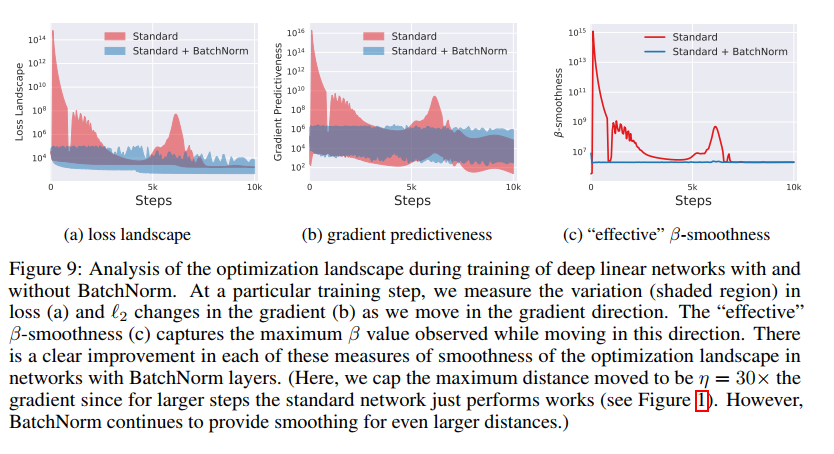 Standard
Standard + BatchNorm
10^14
10^12
10^10
10^8
10^6
10^4
Loss Landscape
0
5k
10k
Steps
Standard
Standard + BatchNorm
10^16
10^14
10^12
10^10
10^8
10^6
10^4
10^2
Gradient Predictiveness
0
5k
10k
Steps
Standard
Standard + BatchNorm
10^15
10^13
10^11
10^9
10^7
β-smoothness
0
5k
10k
Steps
(a) loss landscape
(b) gradient predictiveness
(c) “effective” β-smoothness
Figure 9: Analysis of the optimization landscape during training of deep linear networks with and
without BatchNorm. At a particular training step, we measure the variation (shaded region) in
loss (a) and ℓ2 changes in the gradient (b) as we move in the gradient direction. The “effective”
β-smoothness (c) captures the maximum β value observed while moving in this direction. There
is a clear improvement in each of these measures of smoothness of the optimization landscape in
networks with BatchNorm layers. (Here, we cap the maximum distance moved to be η = 30× the
gradient since for larger steps the standard network just performs works (see Figure 1). However,
BatchNorm continues to provide smoothing for even larger distances.)